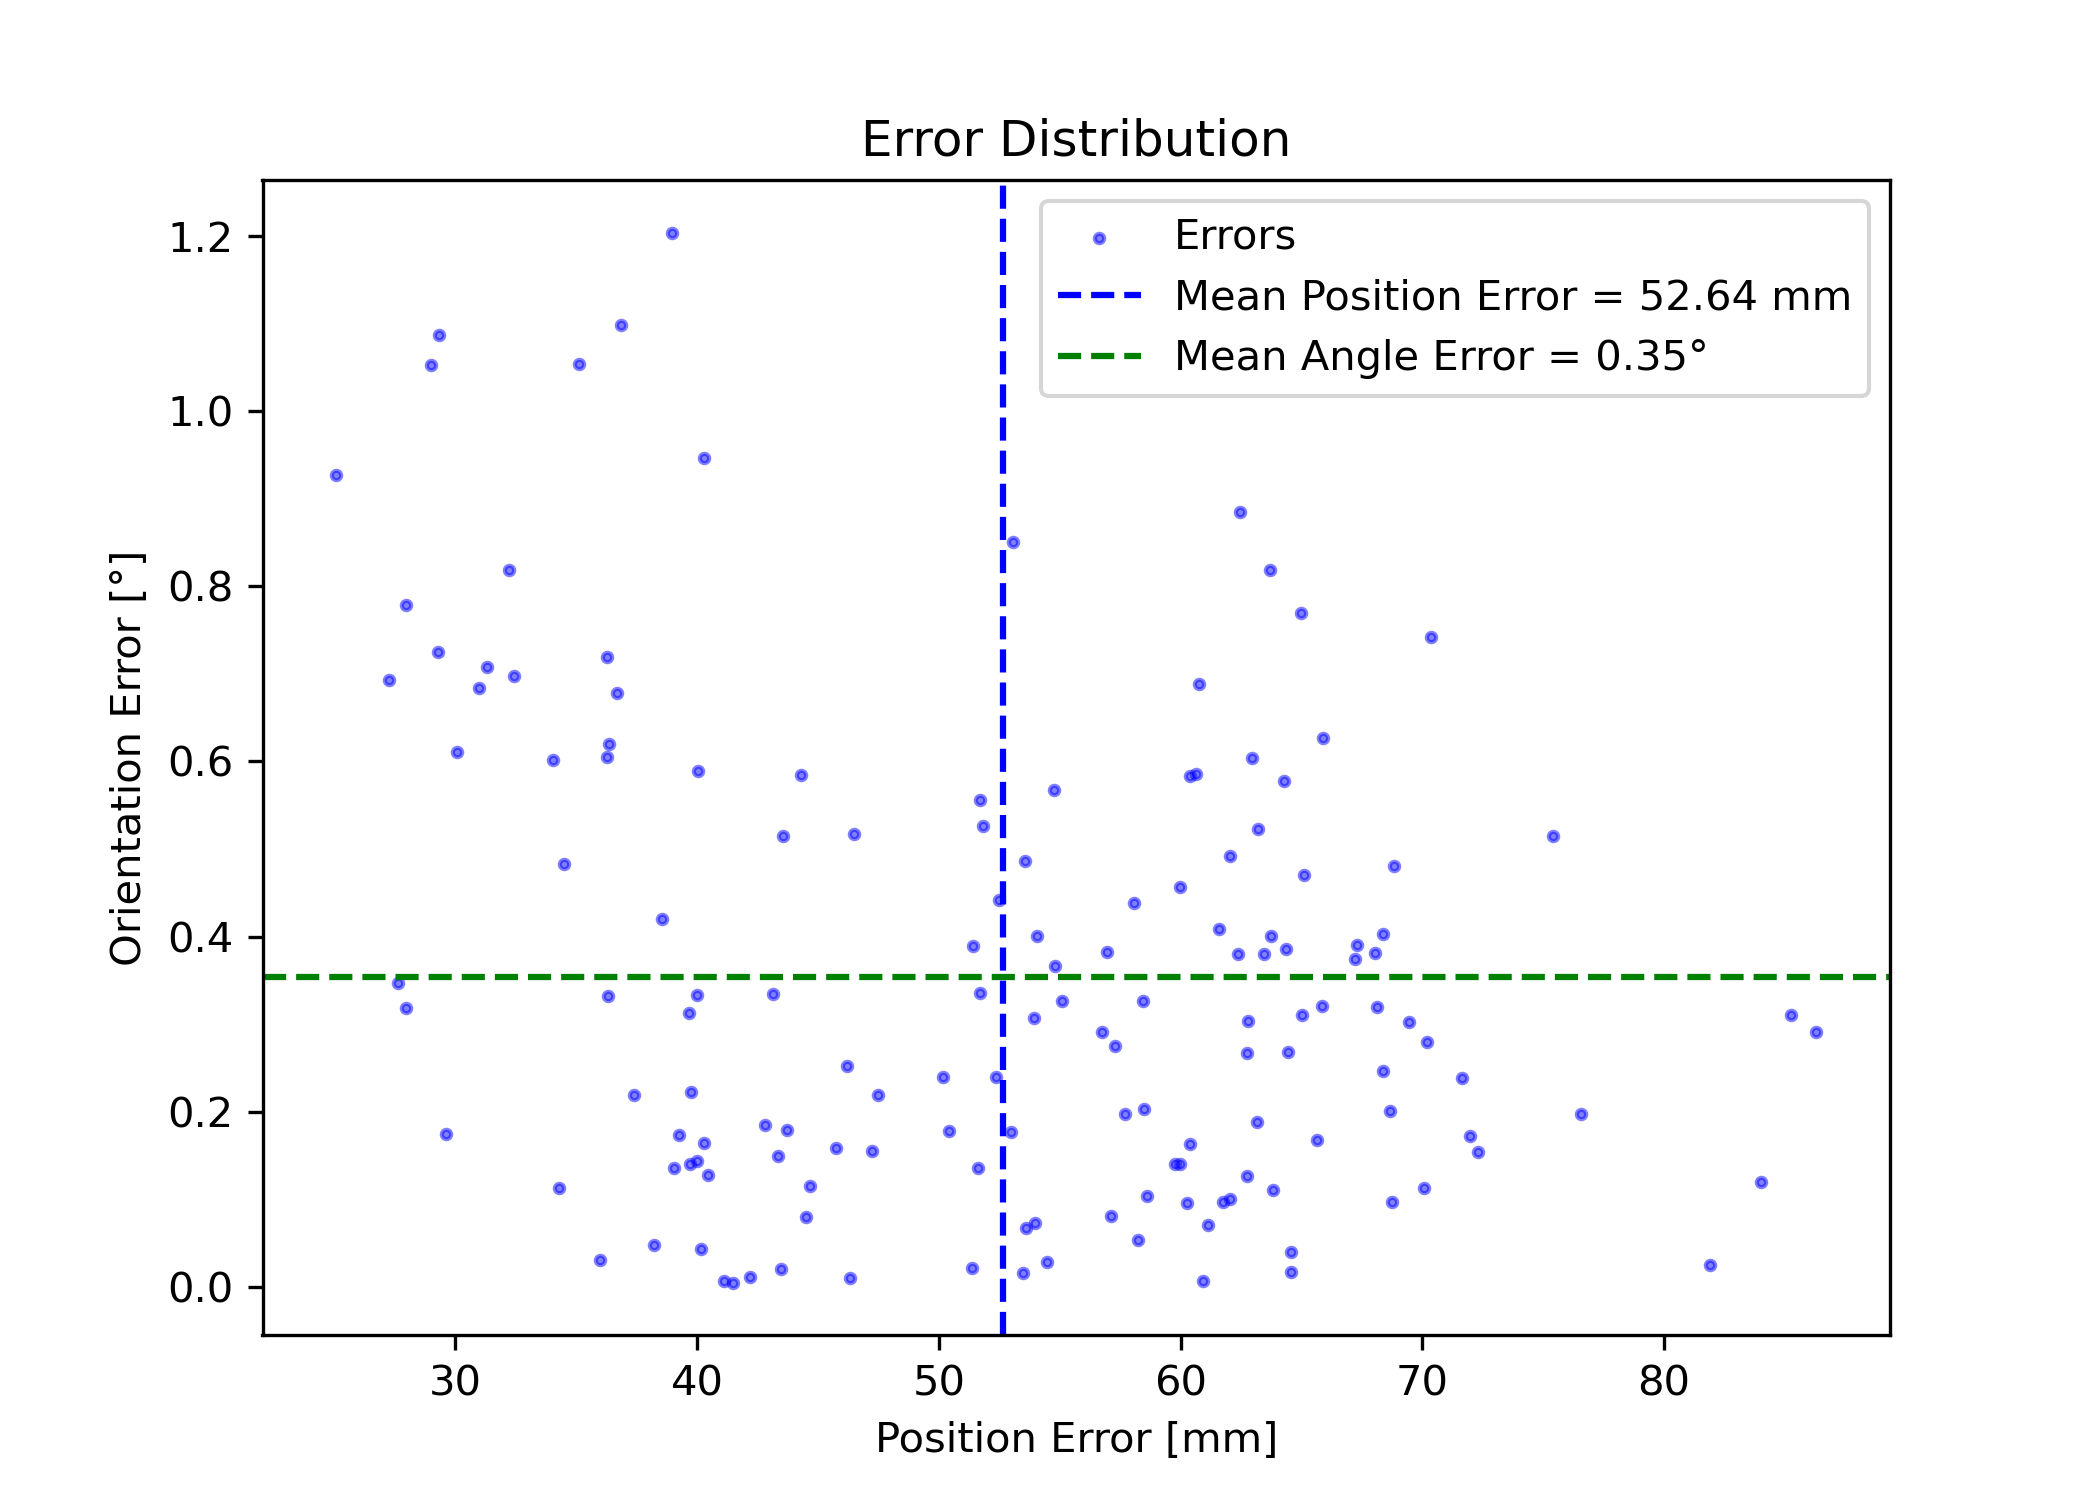 Error Distribution
Errors
Mean Position Error = 52.64 mm
Mean Angle Error = 0.35°
Orientation Error [°]
1.2
1.0
0.8
0.6
0.4
0.2
0.0
30 40 50 60 70 80
Position Error [mm]